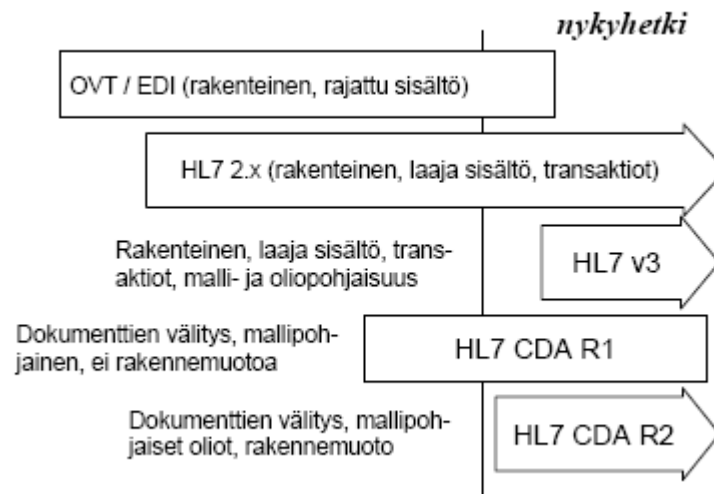 nykyhetki
OVT / EDI (rakenteinen, rajattu sisältö)
HL7 2.x (rakenteinen, laaja sisältö, transaktiot)
Rakenteinen, laaja sisältö, trans-
aktiot, malli- ja oliopohjaisuus
HL7 v3
Dokumenttien välitys, mallipoh-
jainen, ei rakennemuotoa
HL7 CDA R1
Dokumenttien välitys, mallipoh-
jaiset oliot, rakennemuoto
HL7 CDA R2